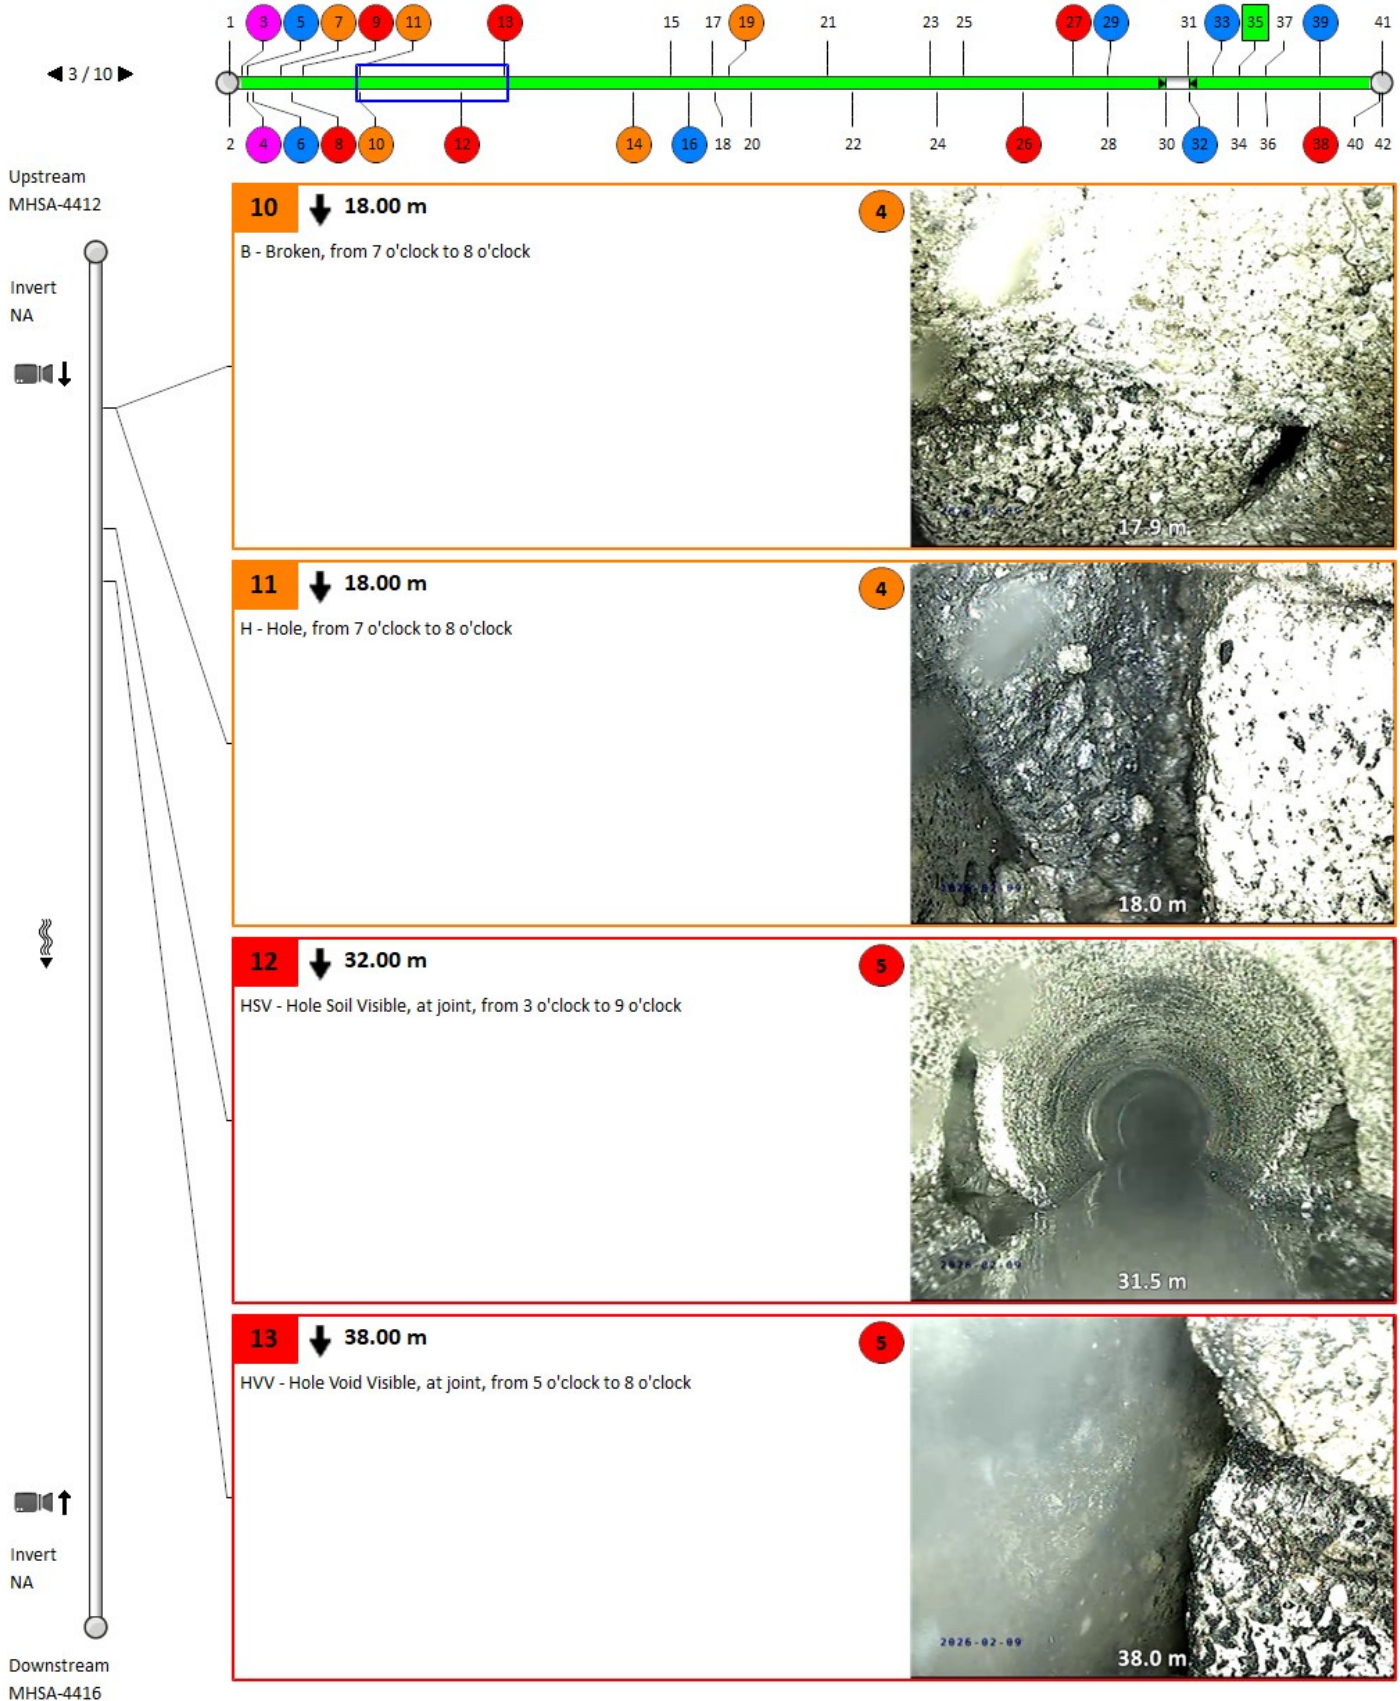 1 3 5 7 9 11 13 15 17 19 21 23 25 27 29 31 33 35 37 39 41
3 / 10
2 4 6 8 10 12 14 16 18 20 22 24 26 28 30 32 34 36 38 40 42
Upstream
MHSA-4412
Invert
NA
10 18.00 m 4
B - Broken, from 7 o'clock to 8 o'clock
17.9 m
11 18.00 m 4
H - Hole, from 7 o'clock to 8 o'clock
2026-02-09
18.0 m
12 32.00 m 5
HSV - Hole Soil Visible, at joint, from 3 o'clock to 9 o'clock
2026-02-09
31.5 m
13 38.00 m 5
HVV - Hole Void Visible, at joint, from 5 o'clock to 8 o'clock
2026-02-09
38.0 m
Invert
NA
Downstream
MHSA-4416